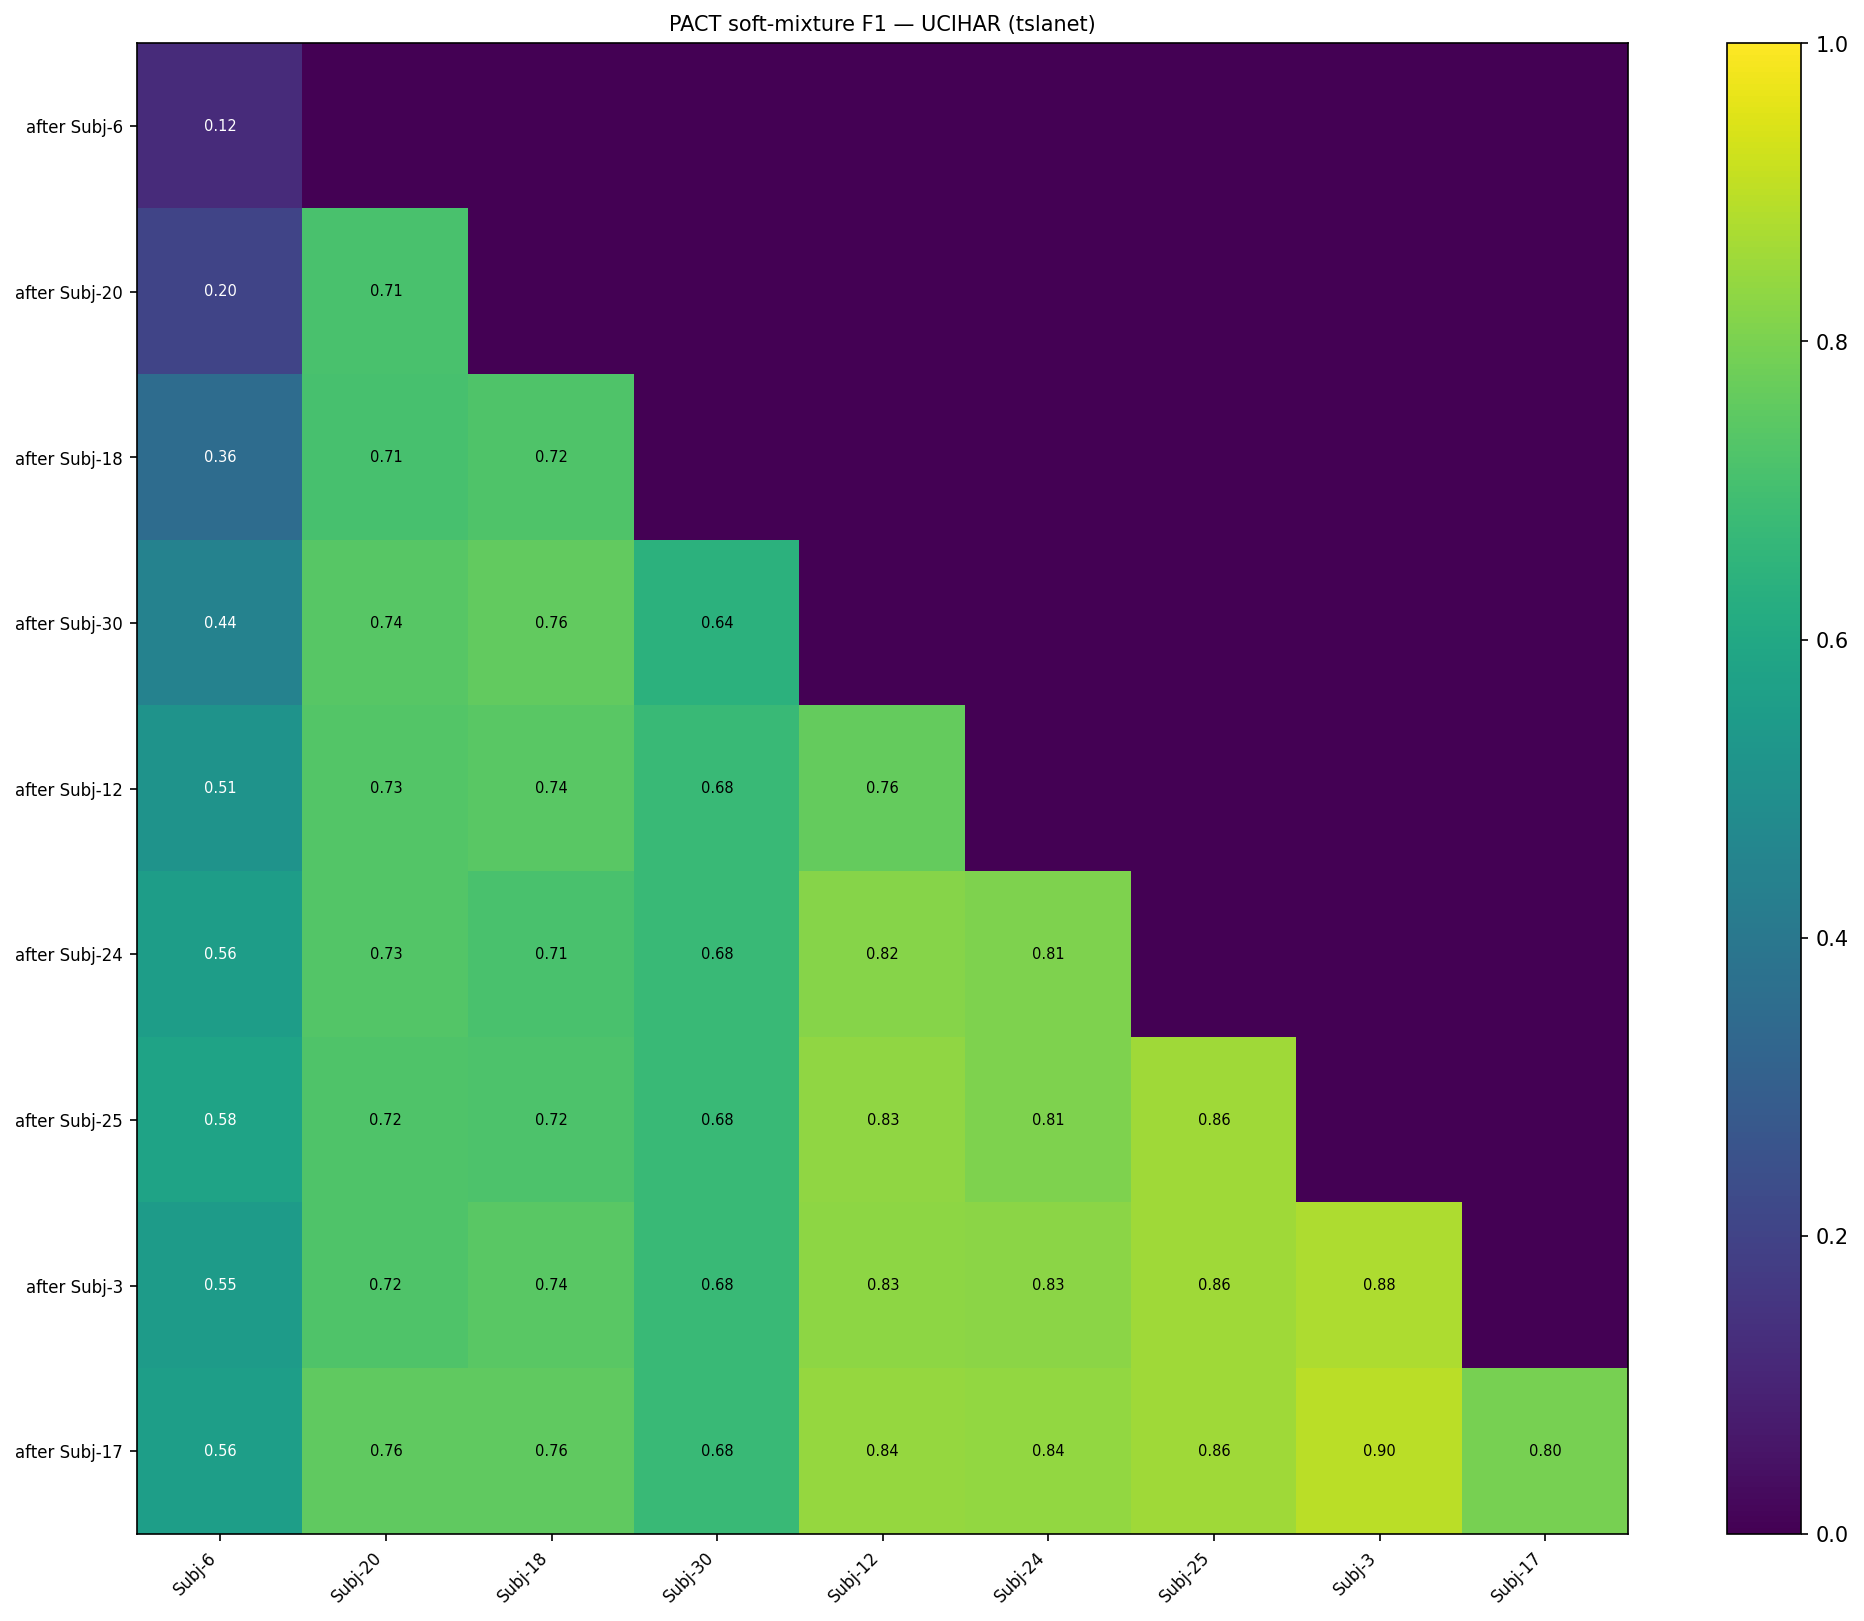 PACT soft-mixture F1 — UCIHAR (tslanet)
1.0
after Subj-6 0.12
after Subj-20 0.20 0.71
0.8
after Subj-18 0.36 0.71 0.72
after Subj-30 0.44 0.74 0.76 0.64
0.6
after Subj-12 0.51 0.73 0.74 0.68 0.76
0.4
after Subj-24 0.56 0.73 0.71 0.68 0.82 0.81
after Subj-25 0.58 0.72 0.72 0.68 0.83 0.81 0.86
0.2
after Subj-3 0.55 0.72 0.74 0.68 0.83 0.83 0.86 0.88
after Subj-17 0.56 0.76 0.76 0.68 0.84 0.84 0.86 0.90 0.80
0.0
Subj-6 Subj-20 Subj-18 Subj-30 Subj-12 Subj-24 Subj-25 Subj-3 Subj-17